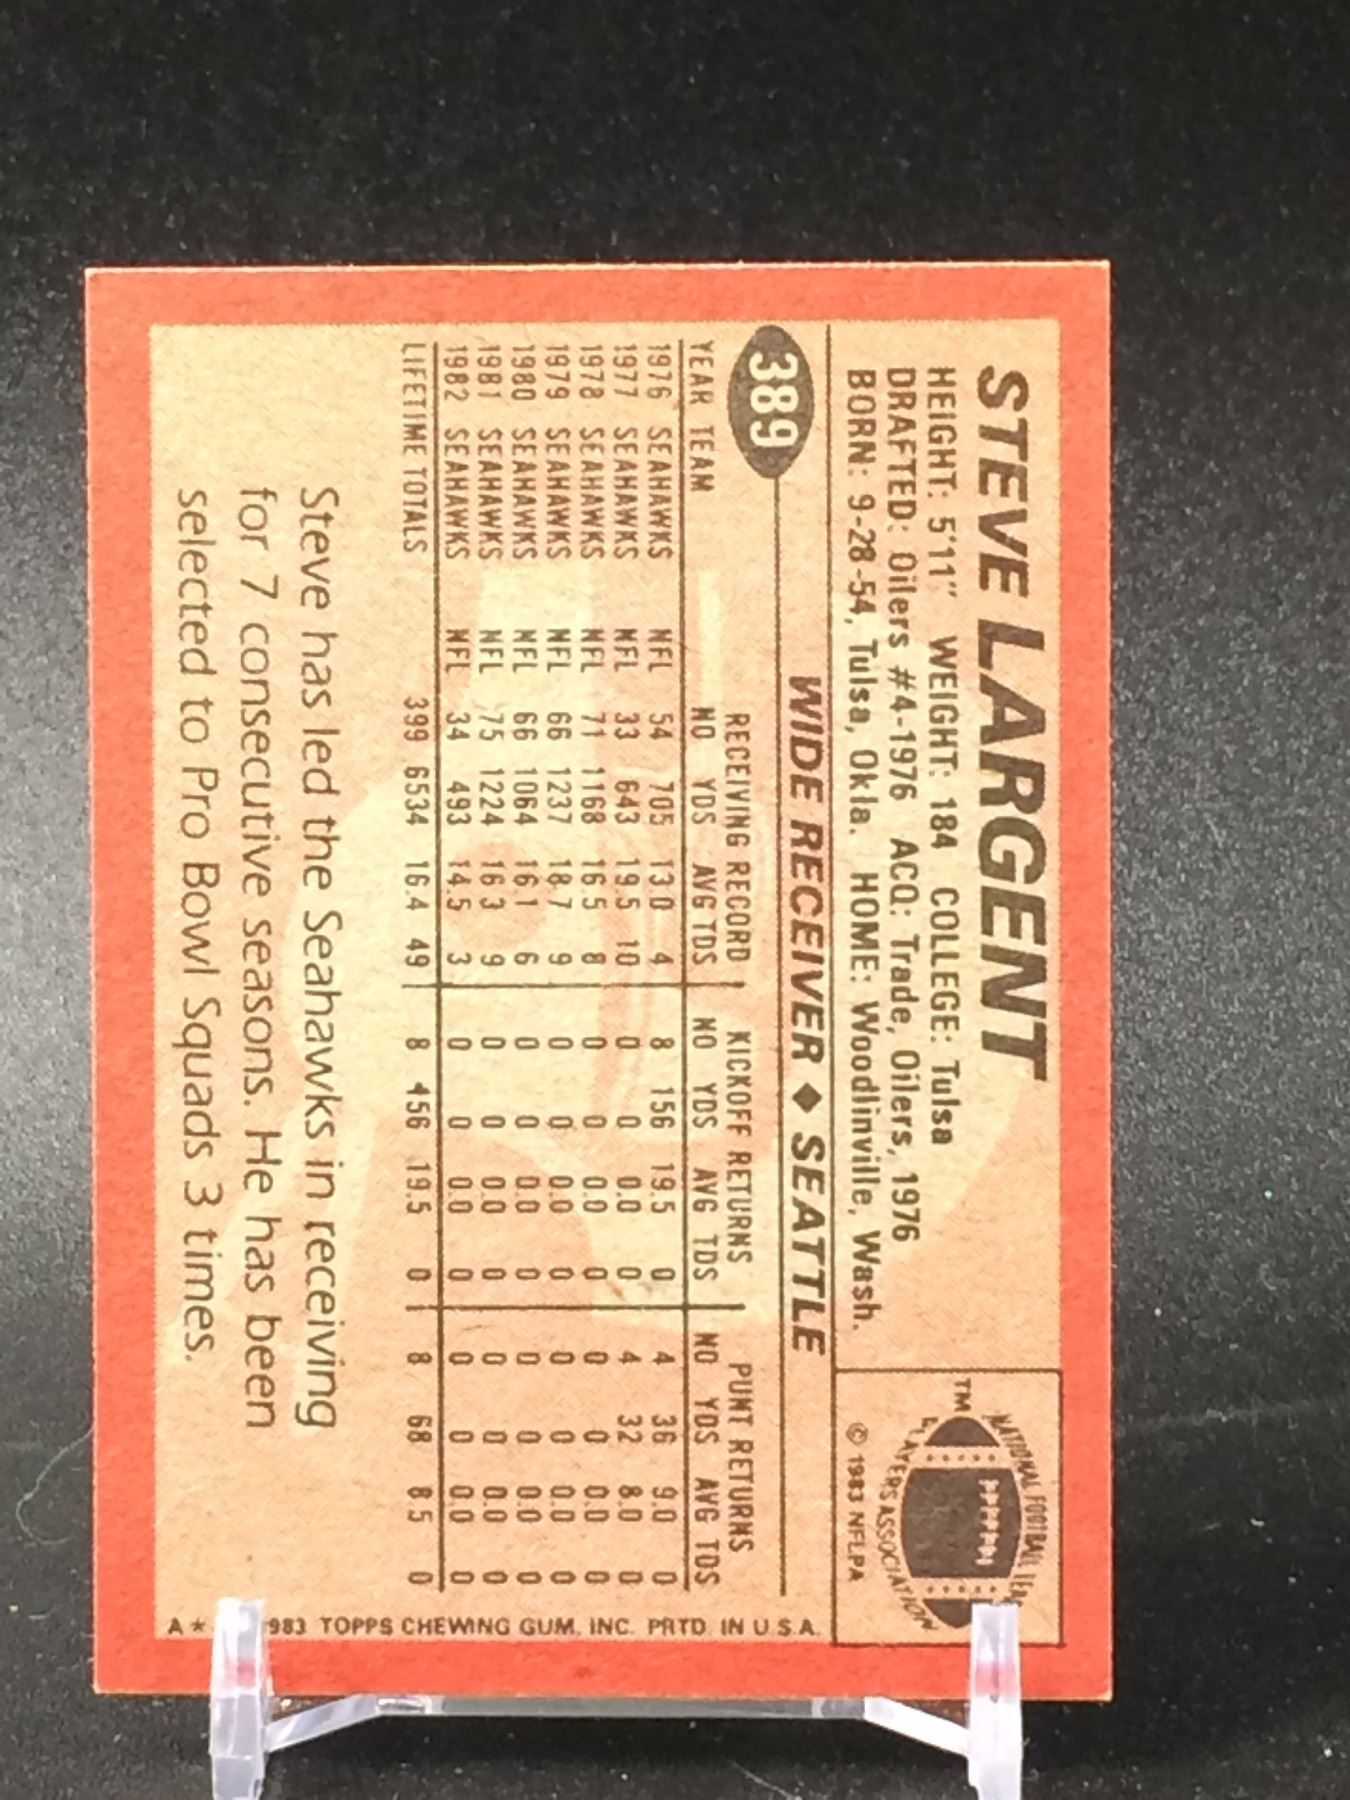 STEVE LARGENT
HEIGHT: 5'11" WEIGHT: 184 COLLEGE: Tulsa
DRAFTED: Oilers #4-1976 ACQ: Trade, Oilers, 1976
BORN: 9-28-54, Tulsa, Okla. HOME: Woodlinville, Wash.
NATIONAL FOOTBALL
PLAYERS ASSOCIATION
TM
© 1983 NFLPA
389
WIDE RECEIVER ◆ SEATTLE
RECEIVING RECORD KICKOFF RETURNS PUNT RETURNS
YEAR TEAM NO YDS AVG TDS NO YDS AVG TDS NO YDS AVG TDS
1976 SEAHAWKS NFL 54 705 13.0 4 8 156 19.5 0 4 36 9.0 0
1977 SEAHAWKS NFL 33 643 19.5 10 0 0 0.0 0 4 32 8.0 0
1978 SEAHAWKS NFL 71 1168 16.5 8 0 0 0.0 0 0 0 0.0 0
1979 SEAHAWKS NFL 66 1237 18.7 9 0 0 0.0 0 0 0 0.0 0
1980 SEAHAWKS NFL 66 1064 16.1 6 0 0 0.0 0 0 0 0.0 0
1981 SEAHAWKS NFL 75 1224 16.3 9 0 0 0.0 0 0 0 0.0 0
1982 SEAHAWKS NFL 34 493 14.5 3 0 0 0.0 0 0 0 0.0 0
LIFETIME TOTALS 399 6534 16.4 49 8 456 19.5 0 8 68 8.5 0
Steve has led the Seahawks in receiving
for 7 consecutive seasons. He has been
selected to Pro Bowl Squads 3 times.
A* 983 TOPPS CHEWING GUM, INC. PRTD. IN U.S.A.